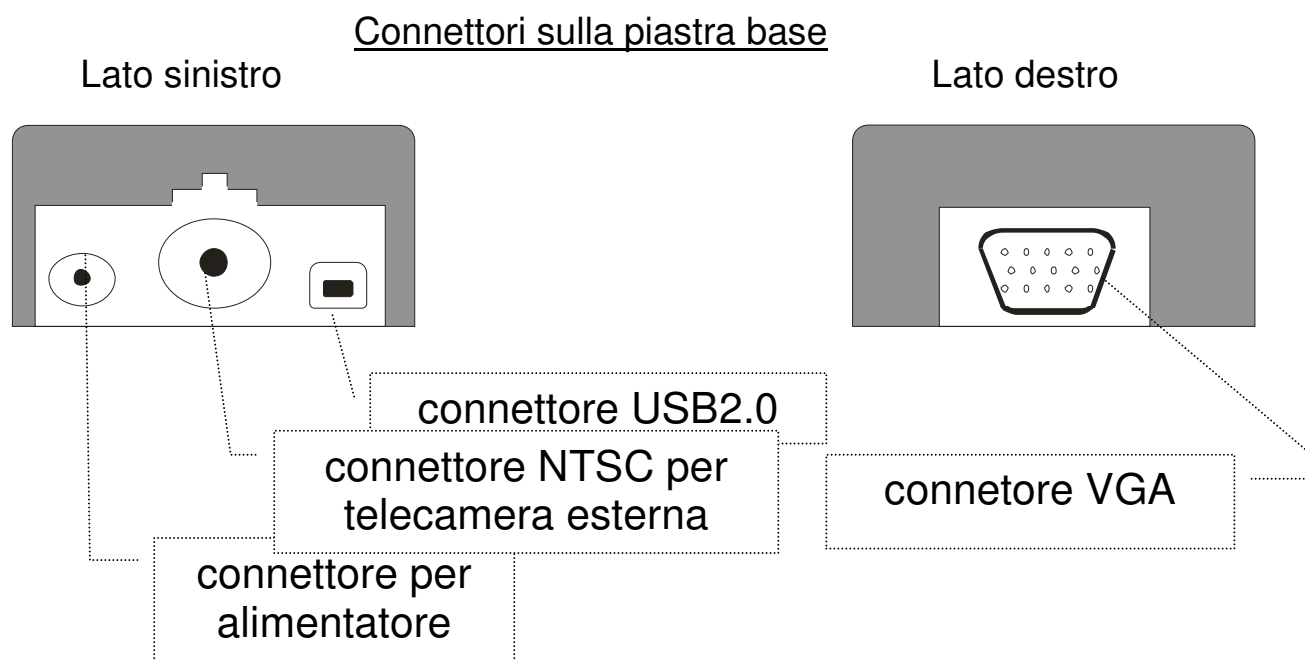 Connettori sulla piastra base
Lato sinistro
Lato destro
connettore USB2.0
connettore NTSC per
telecamera esterna
connetore VGA
connettore per
alimentatore